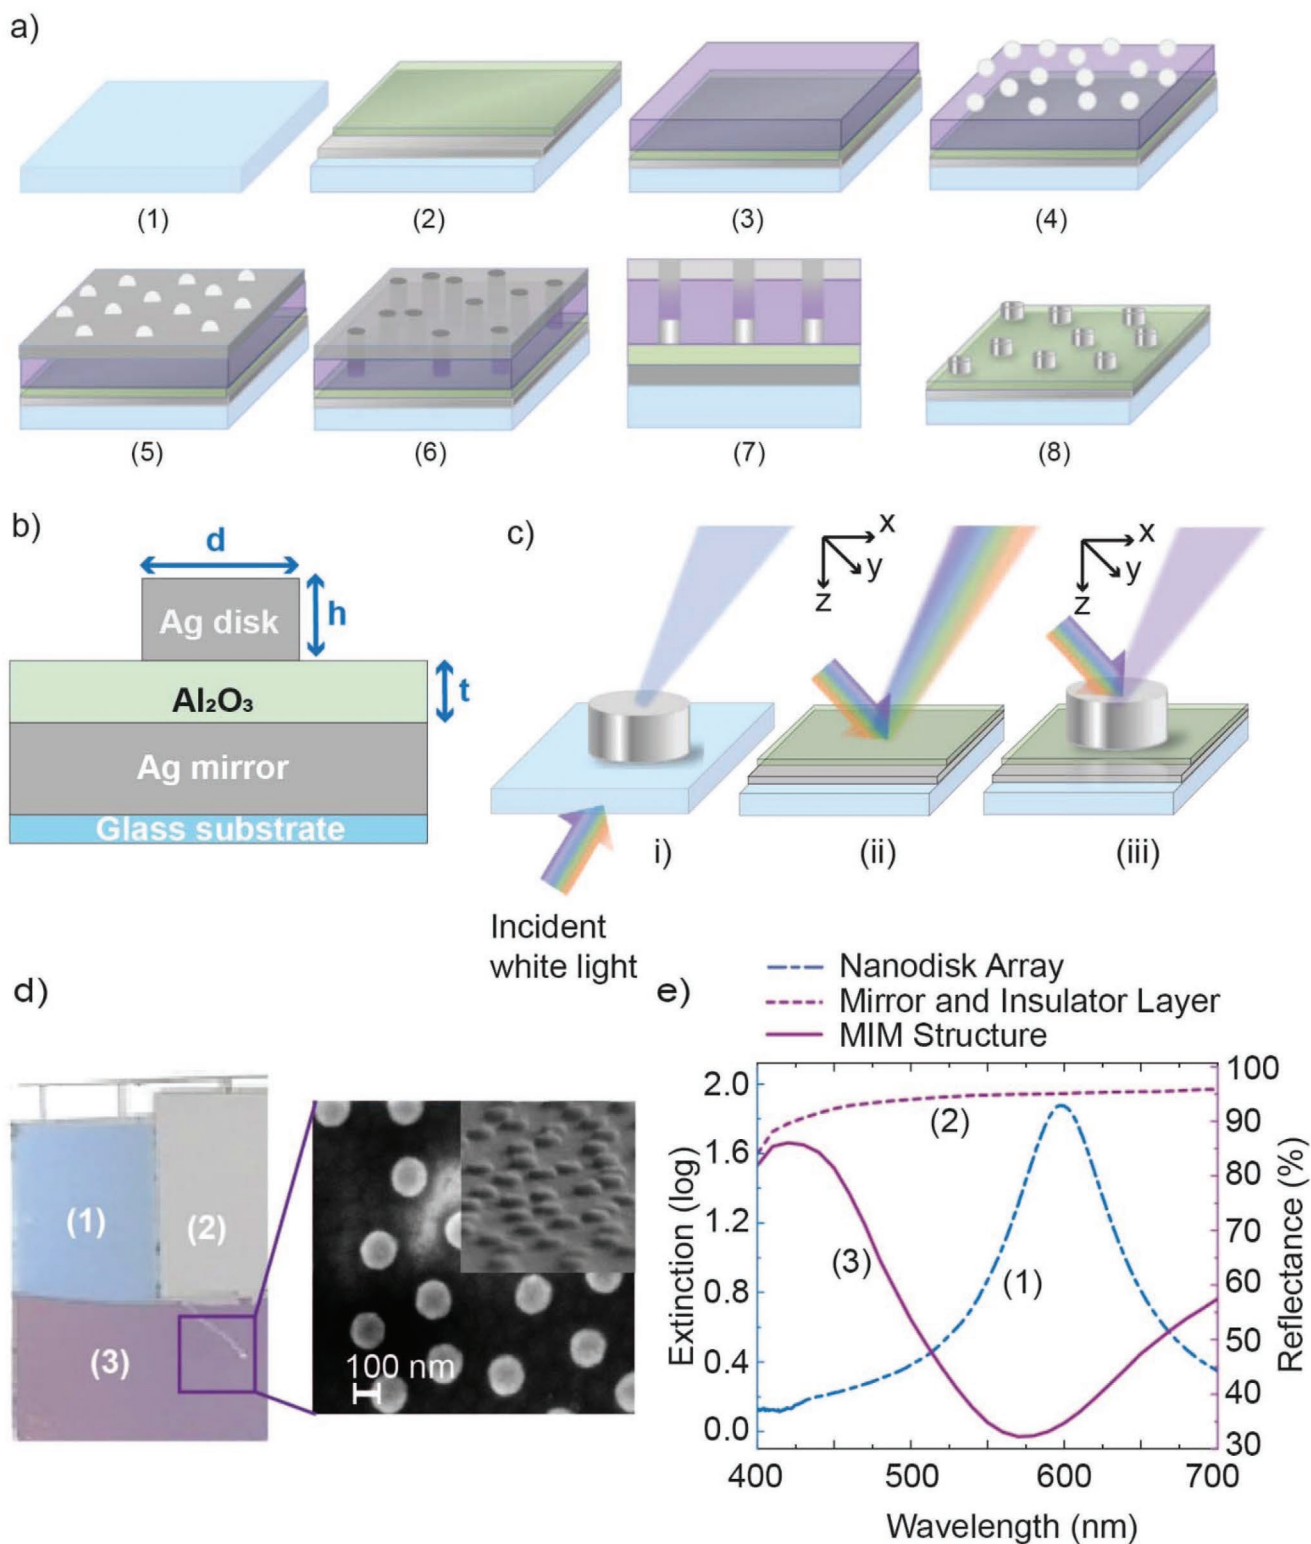 a)
(1)
(2)
(3)
(4)
(5)
(6)
(7)
(8)
b)
d
Ag disk
h
Al₂O₃
t
Ag mirror
Glass substrate
c)
x
y
z
x
y
z
i)
(ii)
(iii)
Incident
white light
d)
(1)
(2)
(3)
100 nm
e)
Nanodisk Array
Mirror and Insulator Layer
MIM Structure
2.0
1.6
1.2
0.8
0.4
0.0
Extinction (log)
(2)
(3)
(1)
100
90
80
70
60
50
40
30
Reflectance (%)
400
500
600
700
Wavelength (nm)